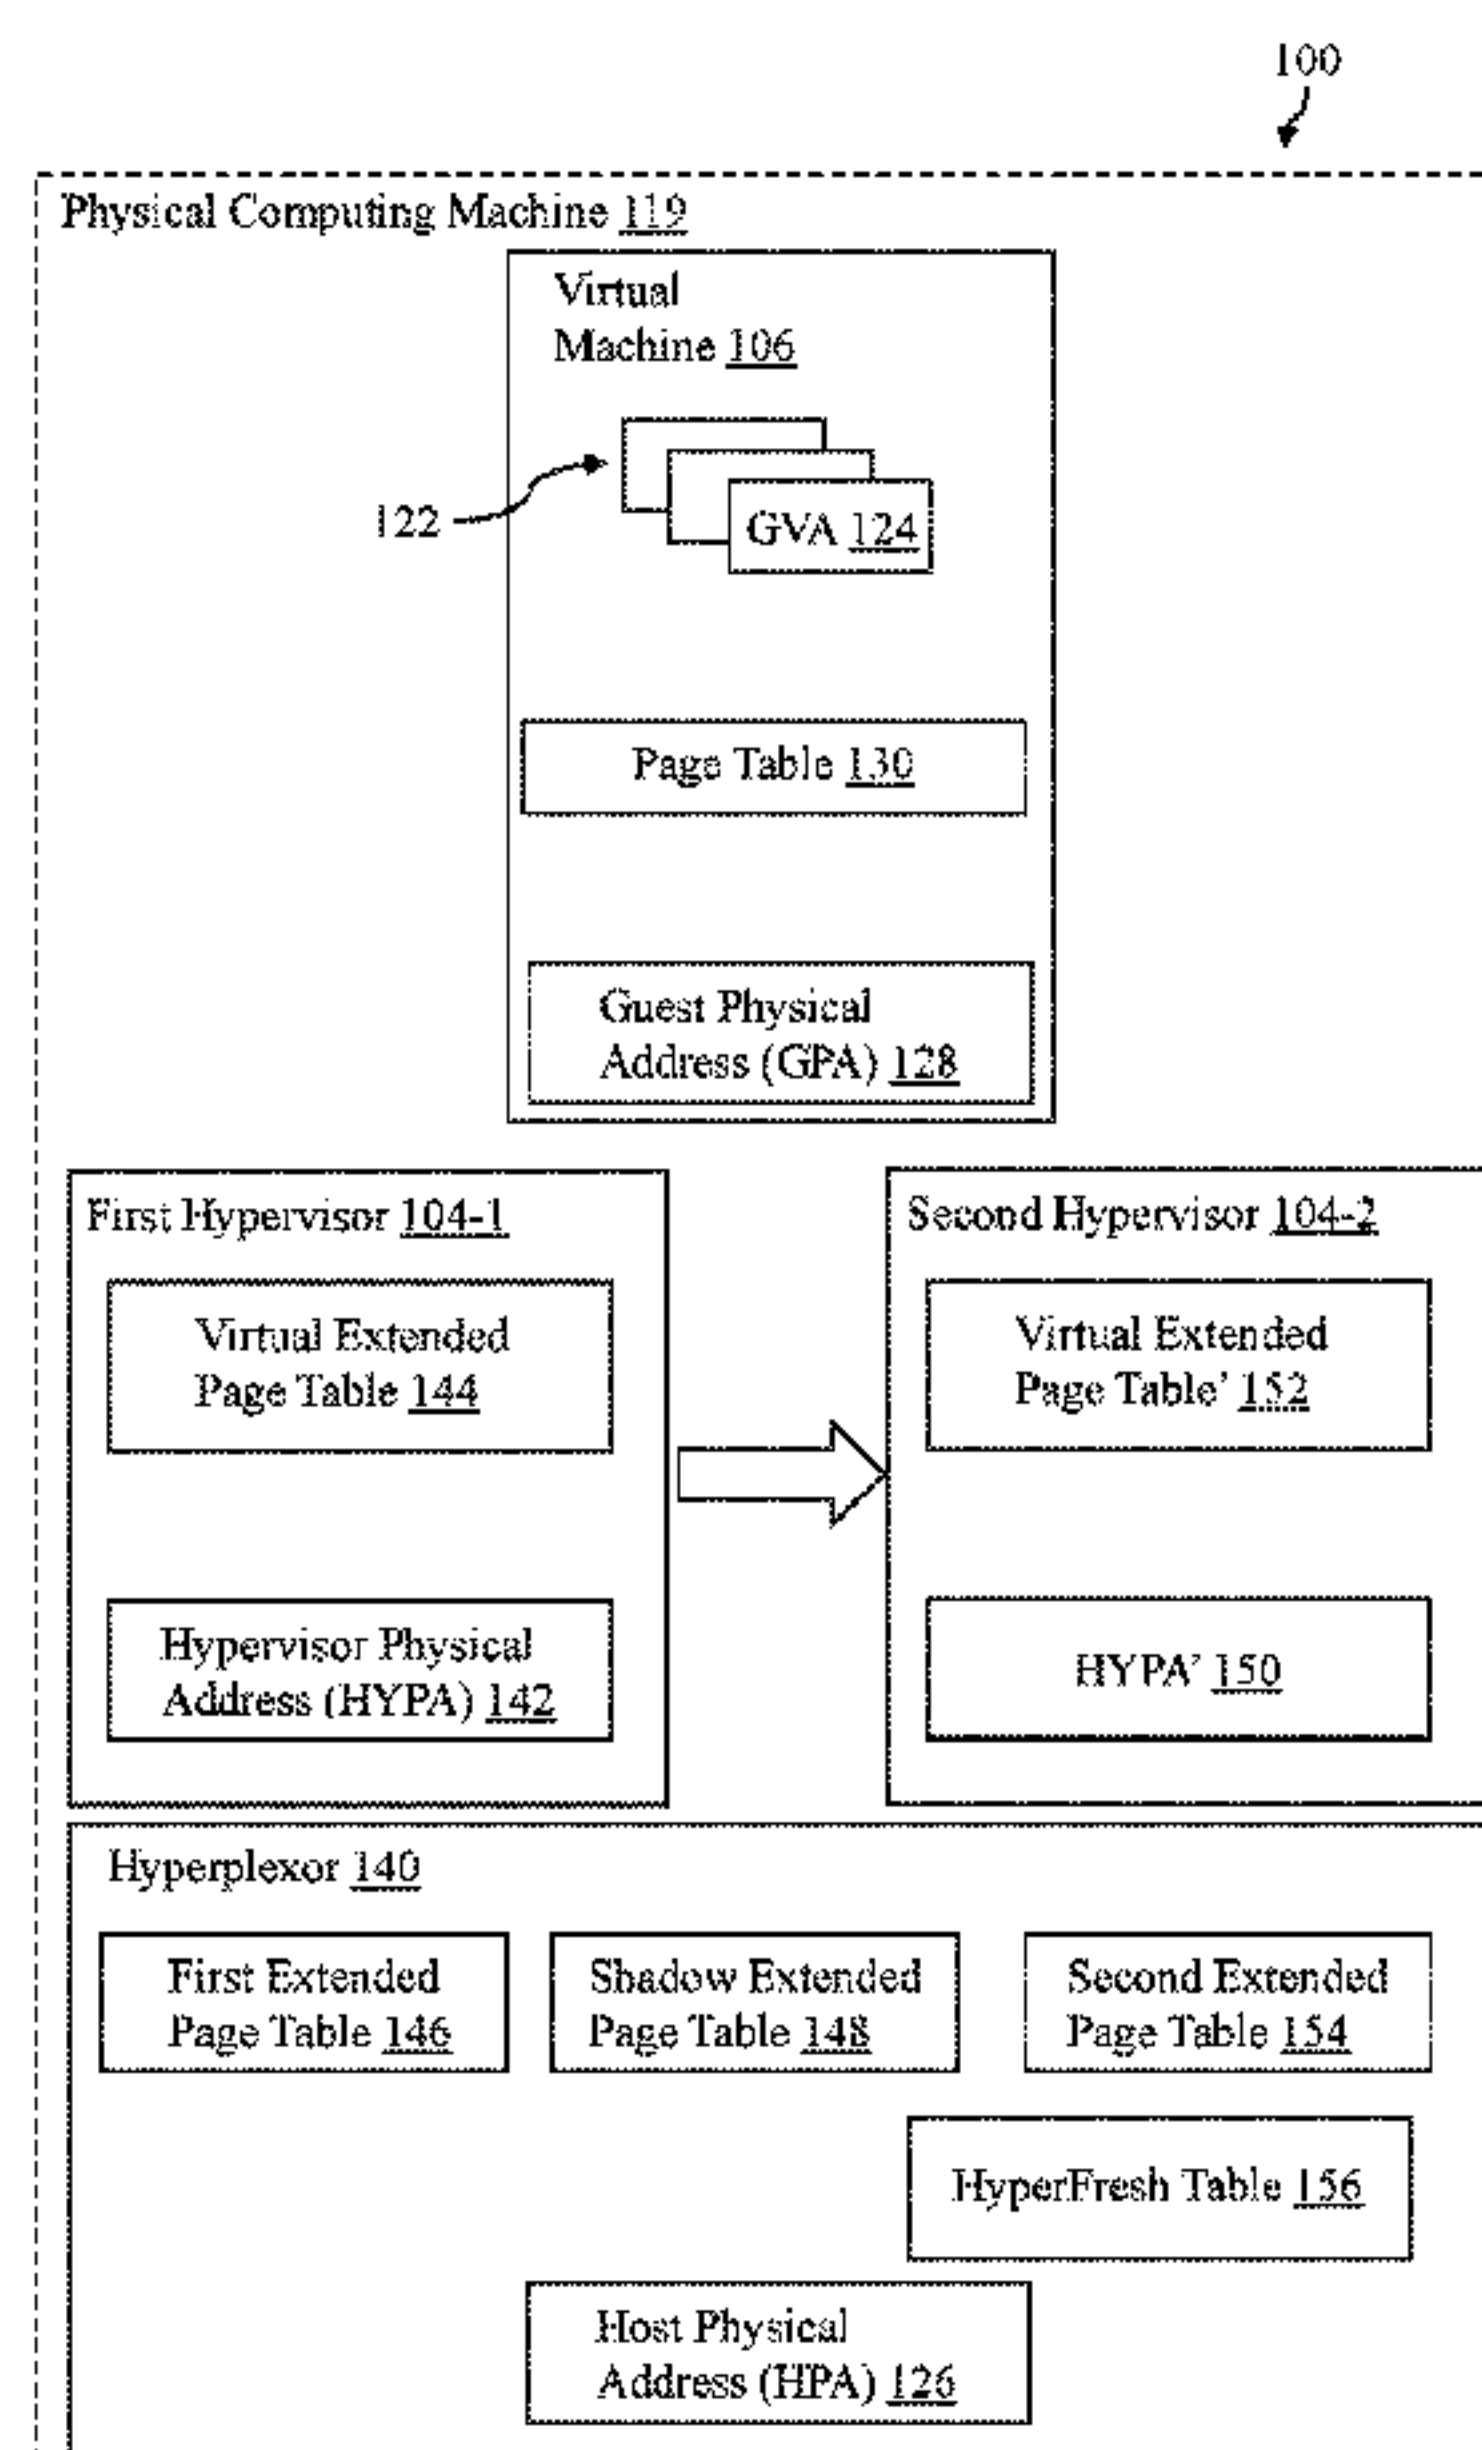 100
Physical Computing Machine 119
Virtual
Machine 106
122
GVA 124
Page Table 130
Guest Physical
Address (GPA) 128
First Hypervisor 104-1
Virtual Extended
Page Table 144
Hypervisor Physical
Address (HYPA) 142
Second Hypervisor 104-2
Virtual Extended
Page Table’ 152
HYPA’ 150
Hyperplexor 140
First Extended
Page Table 146
Shadow Extended
Page Table 148
Second Extended
Page Table 154
HyperFresh Table 156
Host Physical
Address (HPA) 126